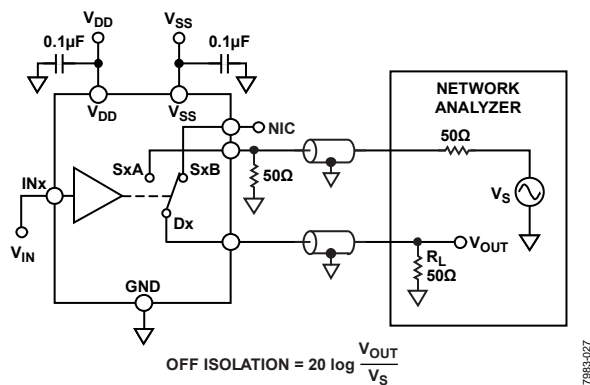 VDD
VSS
0.1µF
0.1µF
VDD
VSS
NETWORK
ANALYZER
NIC
50Ω
SxA
SxB
50Ω
INx
VS
Dx
VOUT
VIN
RL
50Ω
GND
OFF ISOLATION = 20 log VOUT
VS
7983-027